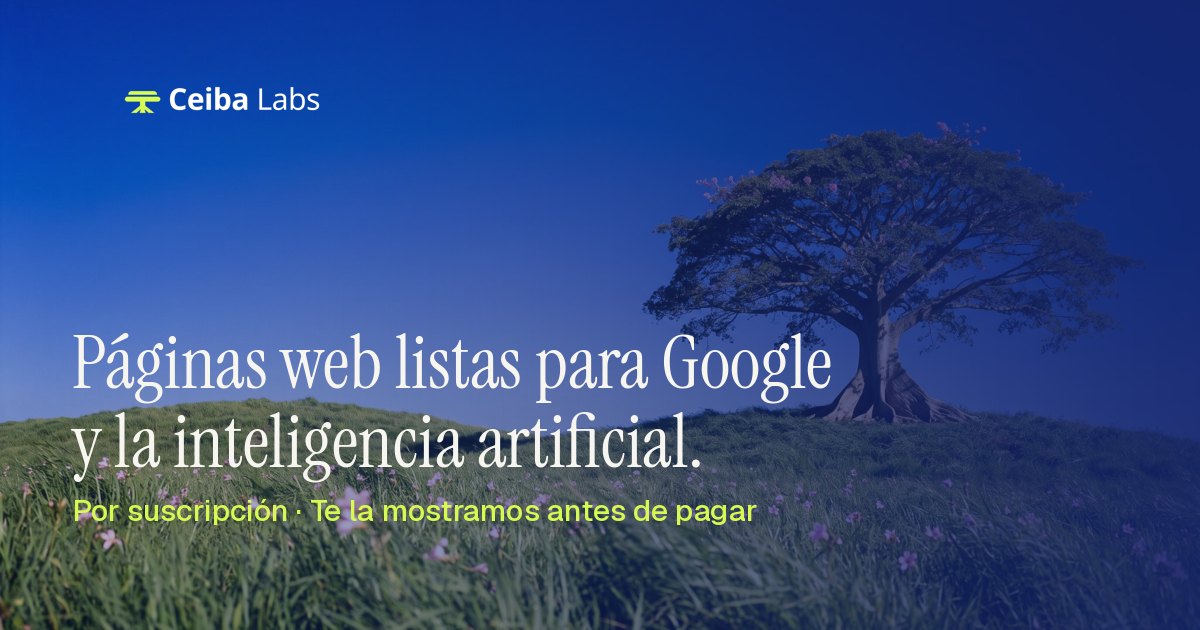 Ceiba Labs
Páginas web listas para Google
y la inteligencia artificial.
Por suscripción · Te la mostramos antes de pagar